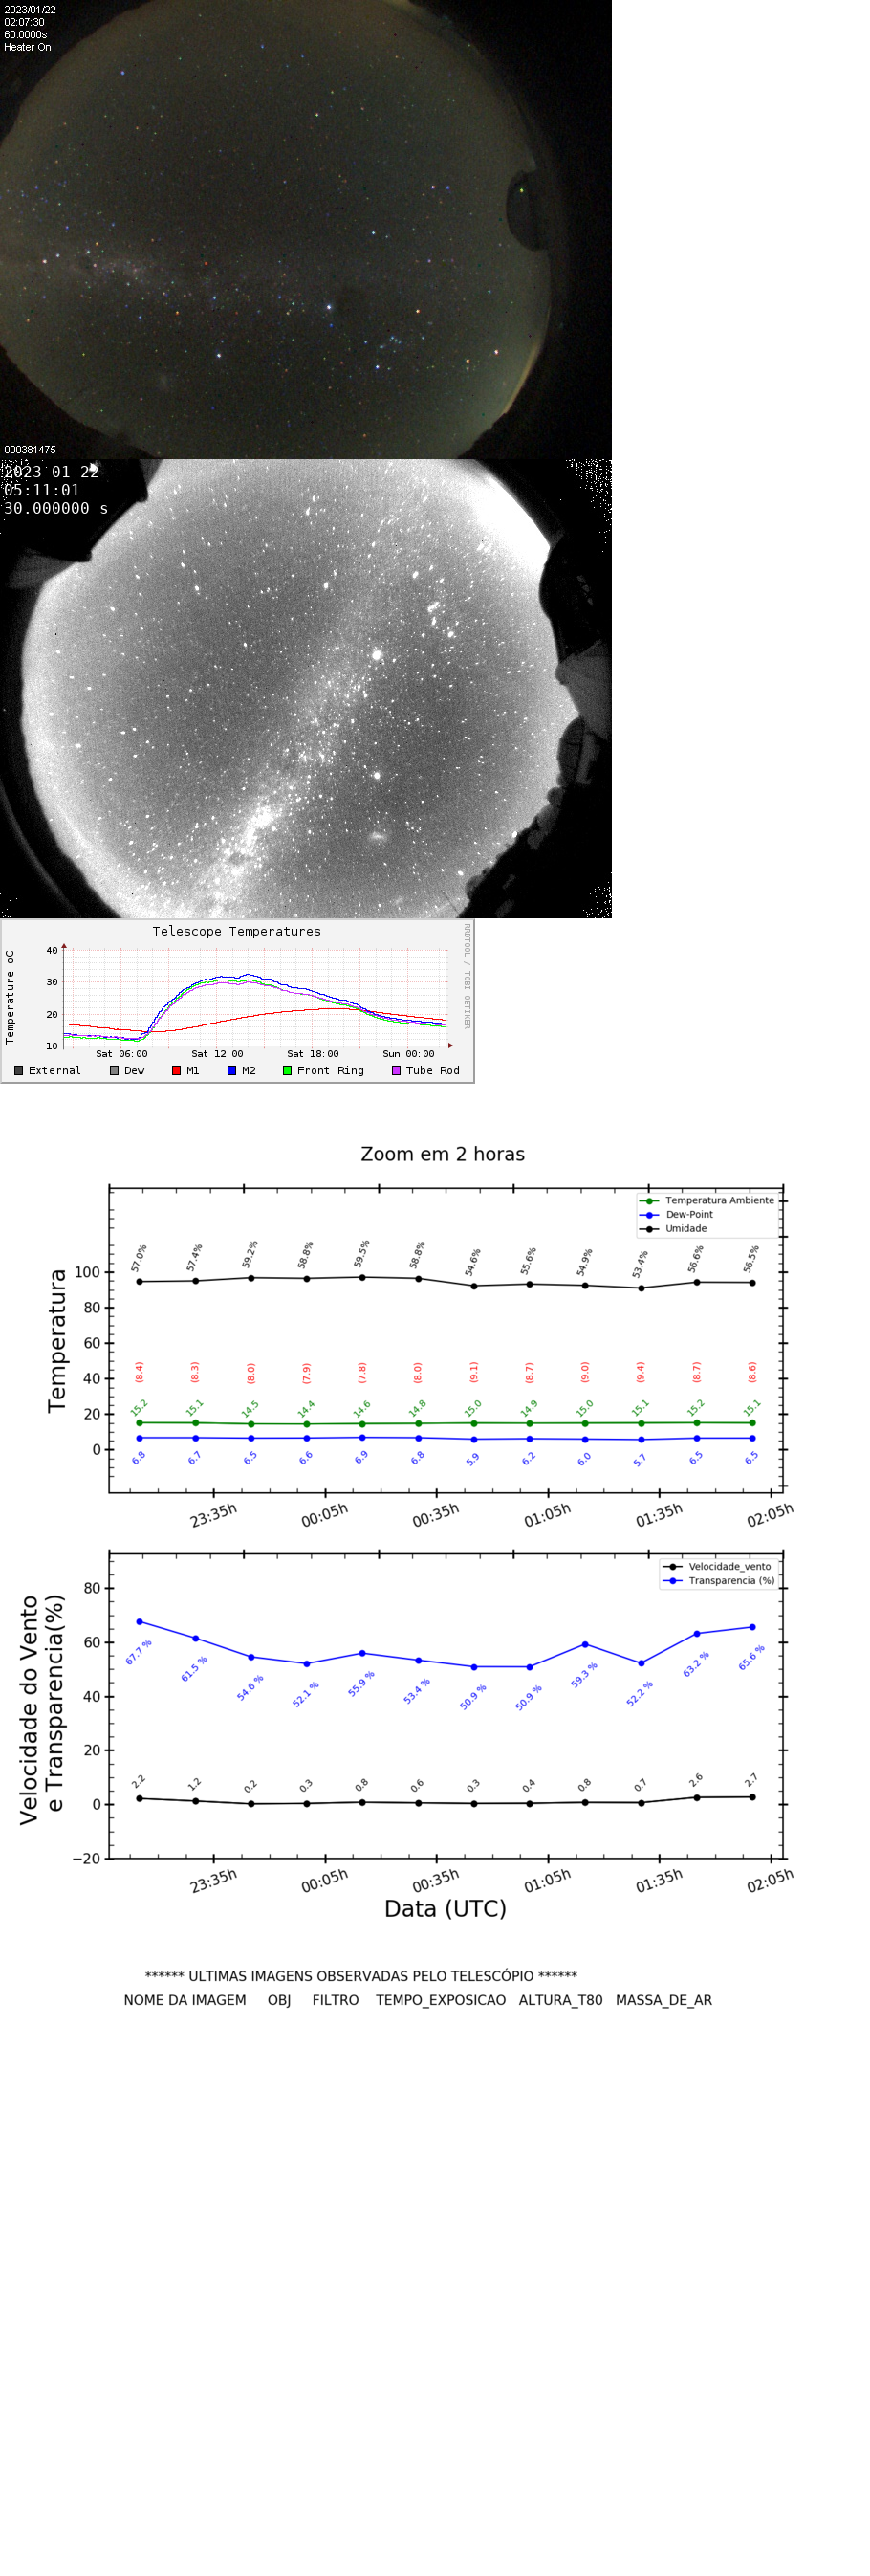 2023/01/22
02:07:30
60.0000s
Heater On
000381475
2023-01-22
05:11:01
30.000000 s
Telescope Temperatures
RRDTOOL / TOBI OETIKER
Temperature oC
40
30
20
10
Sat 06:00 Sat 12:00 Sat 18:00 Sun 00:00
External Dew M1 M2 Front Ring Tube Rod
Zoom em 2 horas
Temperatura Ambiente
Dew-Point
Umidade
Temperatura
100
80
60
40
20
0
57.0% 57.4% 59.2% 58.8% 59.5% 58.8% 54.6% 55.6% 54.9% 53.4% 56.6% 56.5%
(8.4) (8.3) (8.0) (7.9) (7.8) (8.0) (9.1) (8.7) (9.0) (9.4) (8.7) (8.6)
15.2 15.1 14.5 14.4 14.6 14.8 15.0 14.9 15.0 15.1 15.2 15.1
6.8 6.7 6.5 6.6 6.9 6.8 5.9 6.2 6.0 5.7 6.5 6.5
23:35h 00:05h 00:35h 01:05h 01:35h 02:05h
Velocidade_vento
Transparencia (%)
Velocidade do Vento
e Transparencia(%)
80
60
40
20
0
−20
67.7 % 61.5 % 54.6 % 52.1 % 55.9 % 53.4 % 50.9 % 50.9 % 59.3 % 52.2 % 63.2 % 65.6 %
2.2 1.2 0.2 0.3 0.8 0.6 0.3 0.4 0.8 0.7 2.6 2.7
23:35h 00:05h 00:35h 01:05h 01:35h 02:05h
Data (UTC)
****** ULTIMAS IMAGENS OBSERVADAS PELO TELESCÓPIO ******
NOME DA IMAGEM OBJ FILTRO TEMPO_EXPOSICAO ALTURA_T80 MASSA_DE_AR